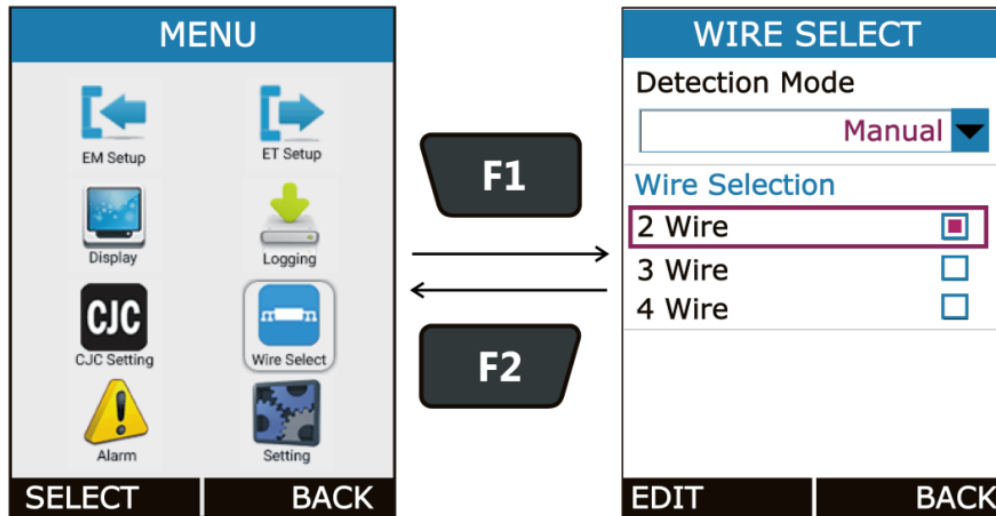 MENU
EM Setup
ET Setup
Display
Logging
CJC
CJC Setting
Wire Select
Alarm
Setting
SELECT
BACK
F1
F2
WIRE SELECT
Detection Mode
Manual
Wire Selection
2 Wire
3 Wire
4 Wire
EDIT
BACK